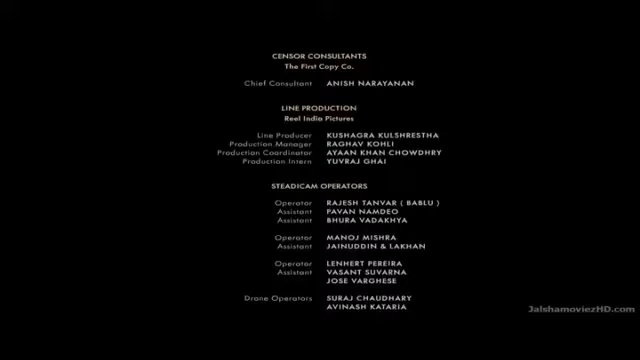 CENSOR CONSULTANTS
The First Copy Co.
Chief Consultant ANISH NARAYANAN
LINE PRODUCTION
Reel India Pictures
Line Producer KUSHAGRA KULSHRESTHA
Production Manager RAGHAV KOHLI
Production Coordinator AYAAN KHAN CHOWDHRY
Production Intern YUVRAJ GHAI
STEADICAM OPERATORS
Operator RAJESH TANVAR ( BABLU )
Assistant PAVAN NAMDEO
Assistant BHURA VADAKHYA
Operator MANOJ MISHRA
Assistant JAINUDDIN & LAKHAN
Operator LENHERT PEREIRA
Assistant VASANT SUVARNA
JOSE VARGHESE
Drone Operators SURAJ CHAUDHARY
AVINASH KATARIA
JalshamoviezHD.com